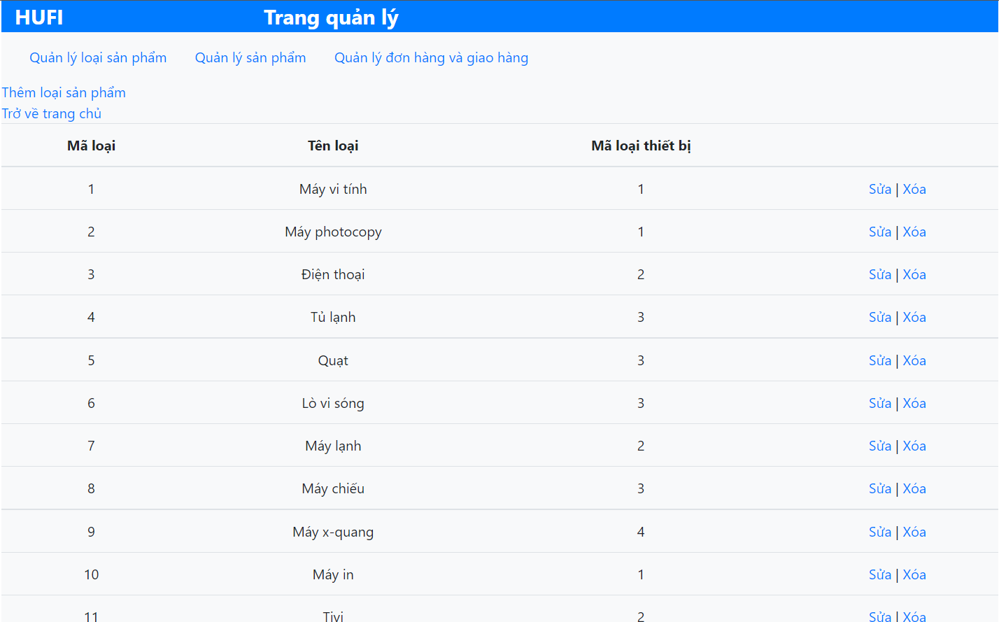 HUFI Trang quản lý
Quản lý loại sản phẩm Quản lý sản phẩm Quản lý đơn hàng và giao hàng
Thêm loại sản phẩm
Trở về trang chủ
Mã loại Tên loại Mã loại thiết bị
1 Máy vi tính 1 Sửa | Xóa
2 Máy photocopy 1 Sửa | Xóa
3 Điện thoại 2 Sửa | Xóa
4 Tủ lạnh 3 Sửa | Xóa
5 Quạt 3 Sửa | Xóa
6 Lò vi sóng 3 Sửa | Xóa
7 Máy lạnh 2 Sửa | Xóa
8 Máy chiếu 3 Sửa | Xóa
9 Máy x-quang 4 Sửa | Xóa
10 Máy in 1 Sửa | Xóa
11 Tivi 2 Sửa | Xóa